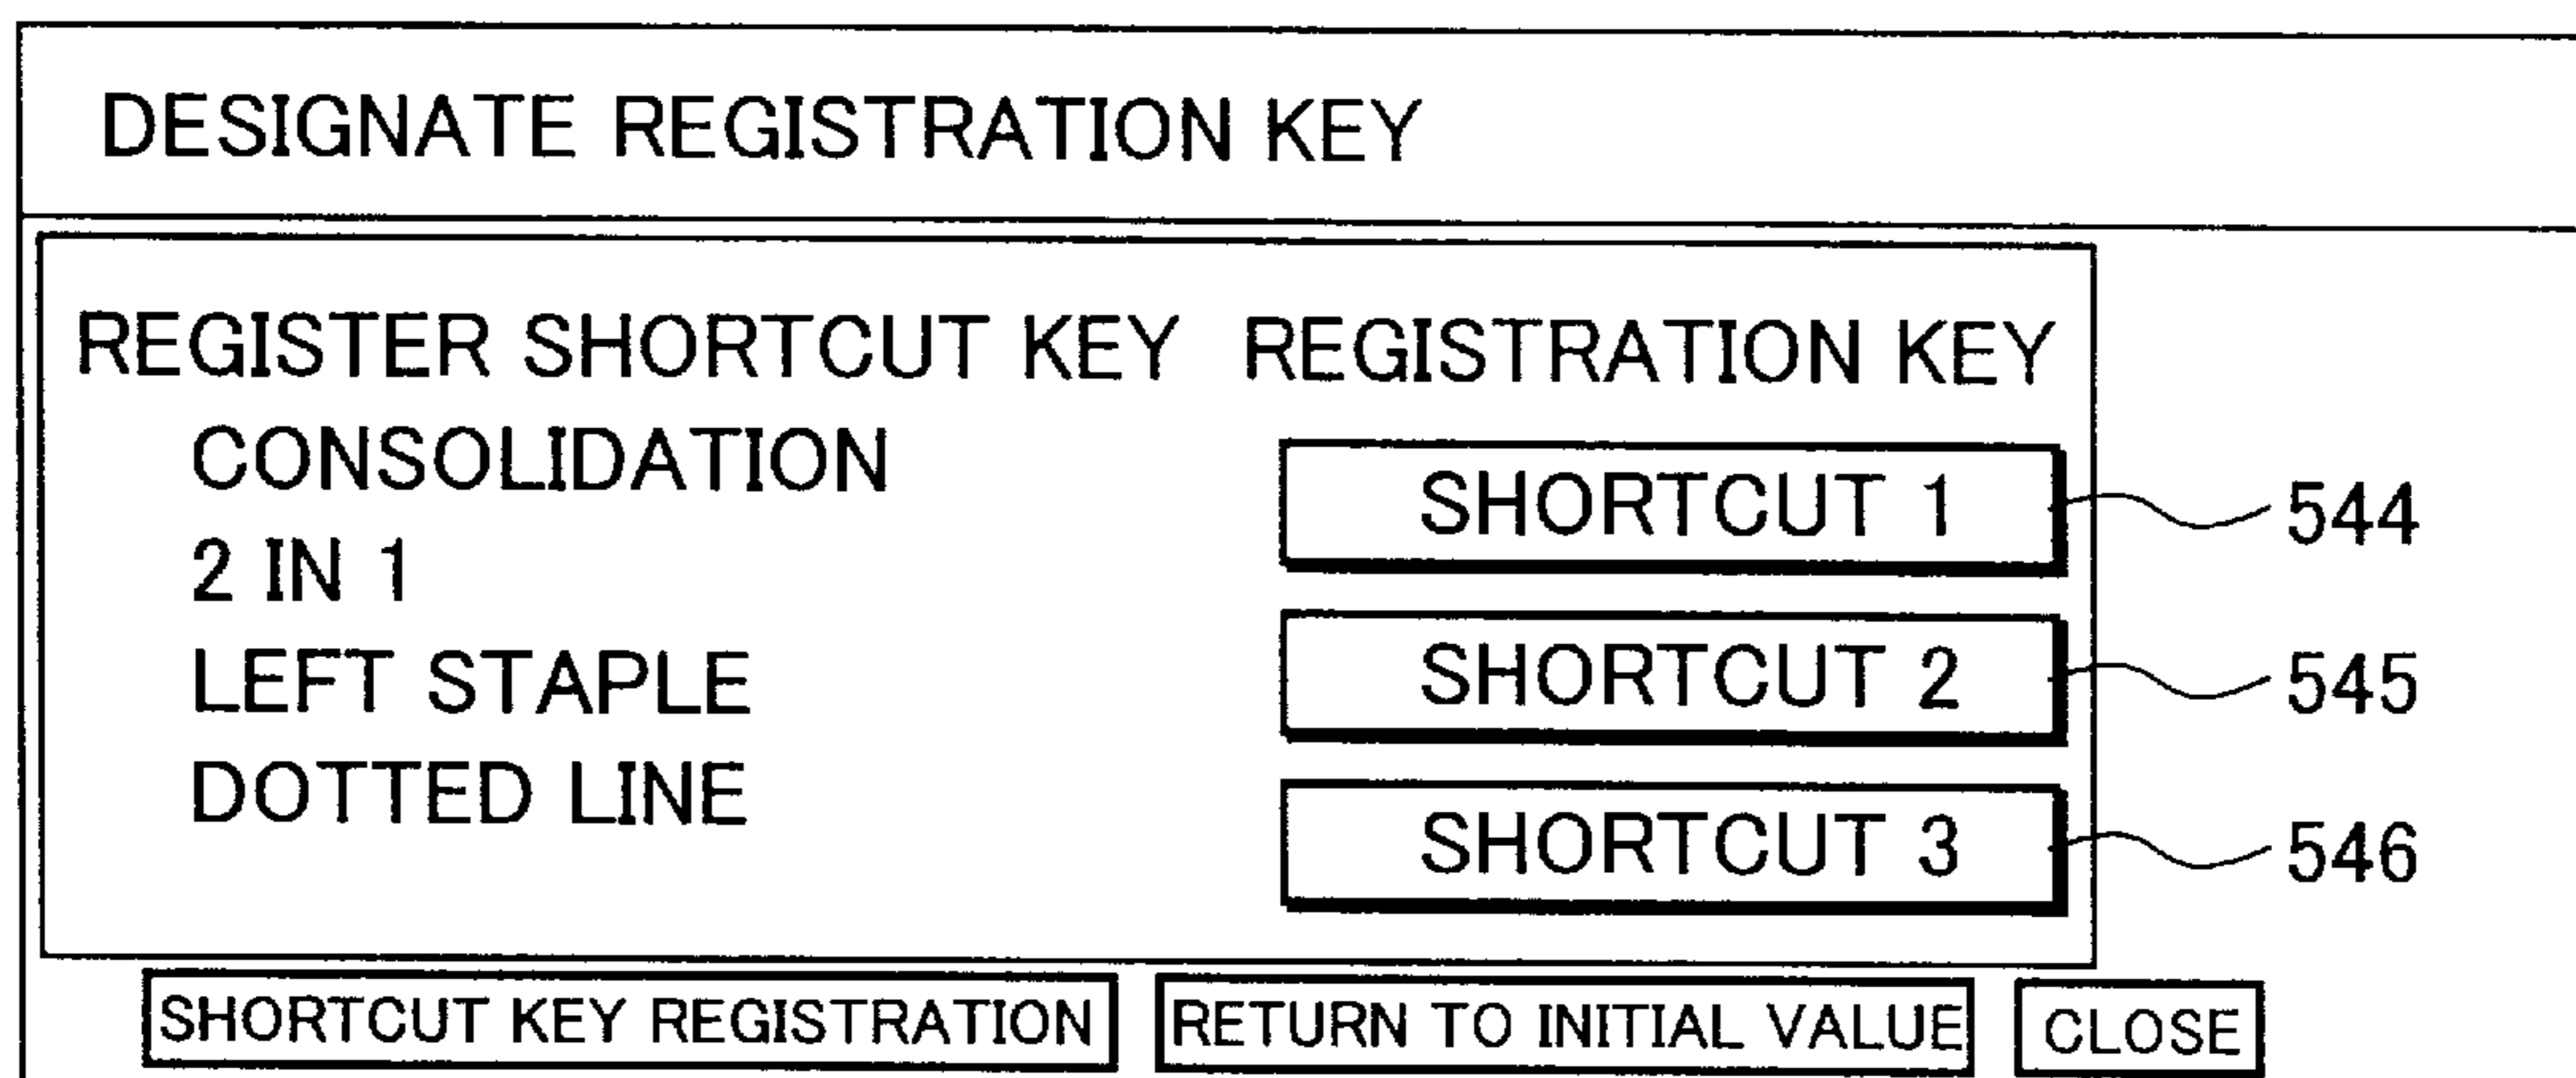 DESIGNATE REGISTRATION KEY
REGISTER SHORTCUT KEY REGISTRATION KEY
CONSOLIDATION
2 IN 1
LEFT STAPLE
DOTTED LINE
SHORTCUT 1
544
SHORTCUT 2
545
SHORTCUT 3
546
SHORTCUT KEY REGISTRATION RETURN TO INITIAL VALUE CLOSE